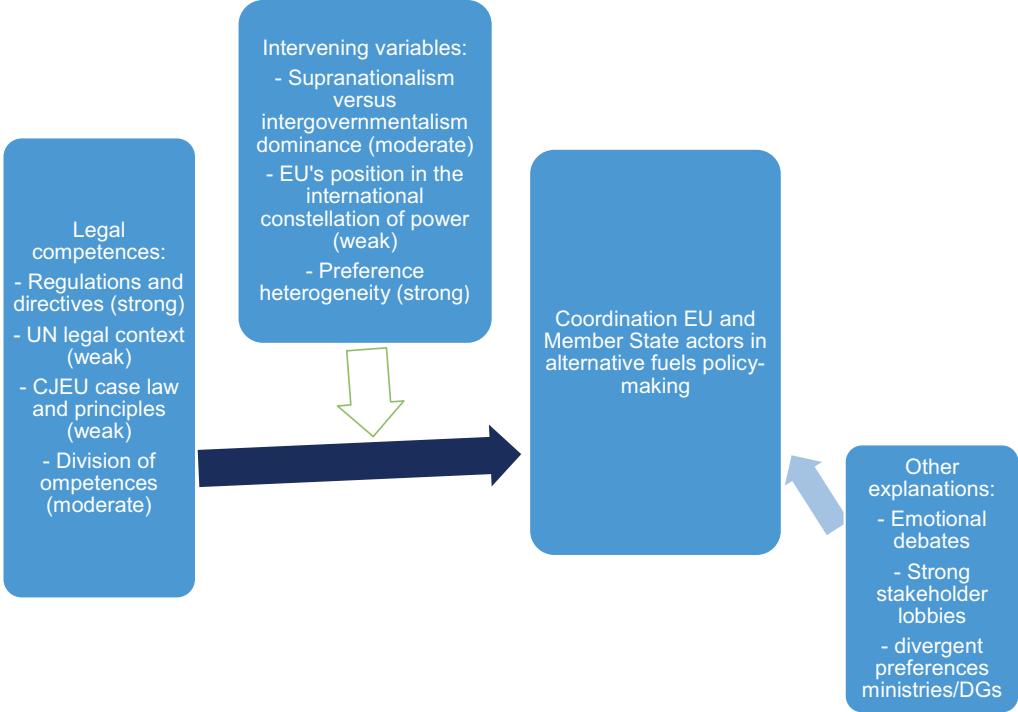 Legal
competences:
- Regulations and
directives (strong)
- UN legal context
(weak)
- CJEU case law
and principles
(weak)
- Division of
ompetences
(moderate)
Intervening variables:
- Supranationalism
versus
intergovernmentalism
dominance (moderate)
- EU's position in the
international
constellation of power
(weak)
- Preference
heterogeneity (strong)
Coordination EU and
Member State actors in
alternative fuels policy-
making
Other
explanations:
- Emotional
debates
- Strong
stakeholder
lobbies
- divergent
preferences
ministries/DGs